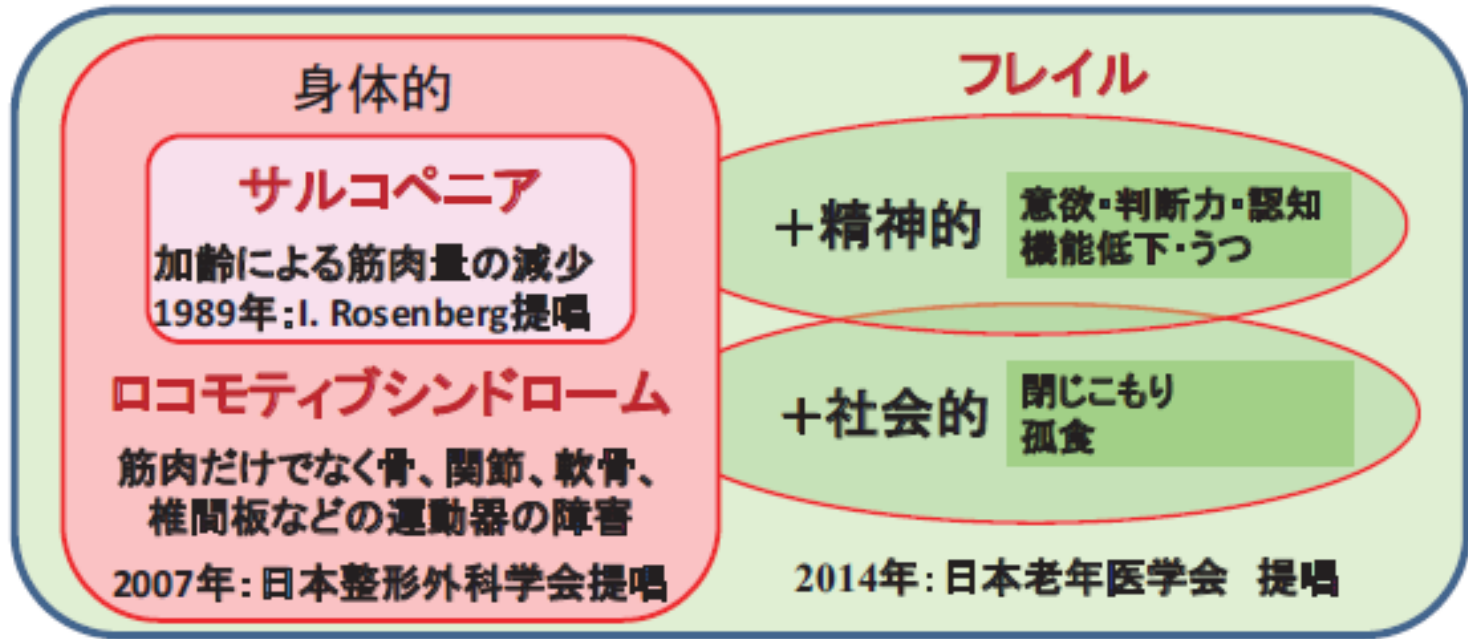 身体的
サルコペニア
加齢による筋肉量の減少
1989年:I. Rosenberg提唱
ロコモティブシンドローム
筋肉だけでなく骨、関節、軟骨、
椎間板などの運動器の障害
2007年:日本整形外科学会提唱
フレイル
+精神的
意欲・判断力・認知
機能低下・うつ
+社会的
閉じこもり
孤食
2014年:日本老年医学会 提唱